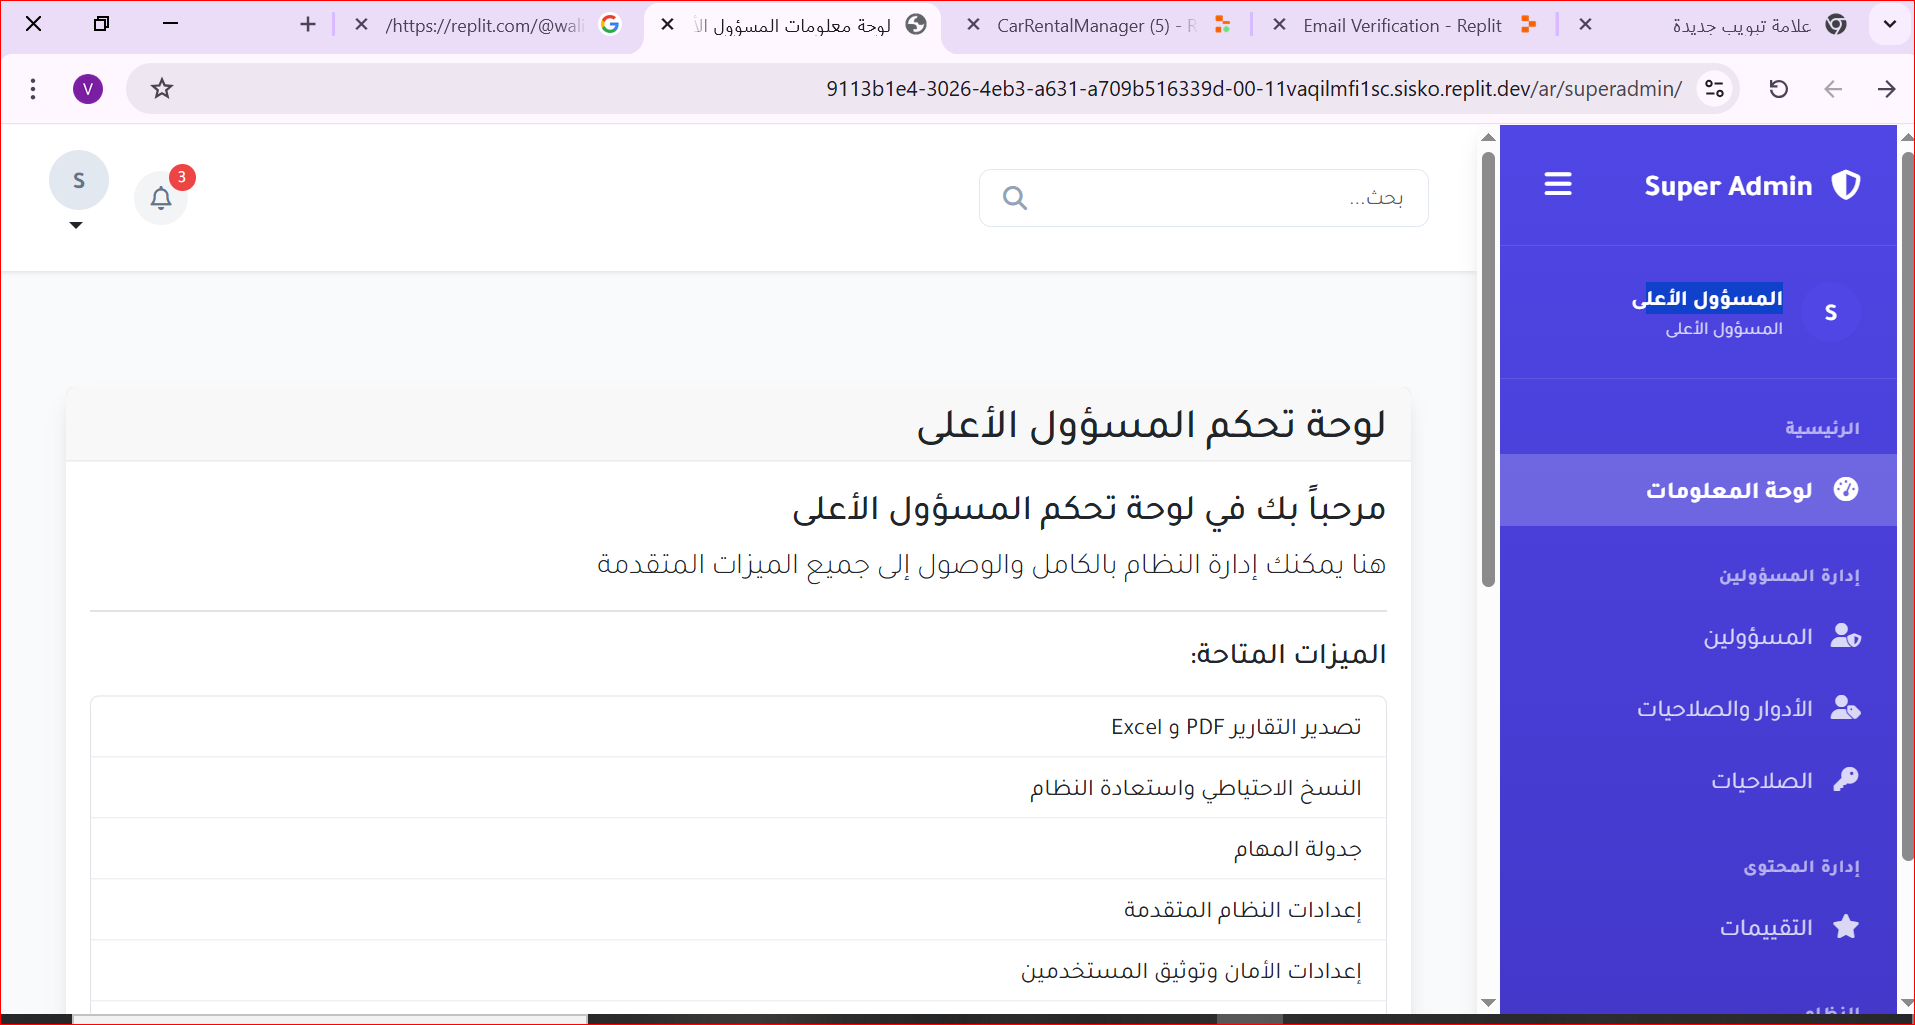 علامة تبويب جديدة
Email Verification - Replit
CarRentalManager (5) - R
لوحة معلومات المسؤول الأ
/https://replit.com/@wali
9113b1e4-3026-4eb3-a631-a709b516339d-00-11vaqilmfi1sc.sisko.replit.dev/ar/superadmin/
V
Super Admin
S
المسؤول الأعلى
المسؤول الأعلى
الرئيسية
لوحة المعلومات
إدارة المسؤولين
المسؤولين
الأدوار والصلاحيات
الصلاحيات
إدارة المحتوى
التقييمات
النظام
بحث...
3
S
لوحة تحكم المسؤول الأعلى
مرحباً بك في لوحة تحكم المسؤول الأعلى
هنا يمكنك إدارة النظام بالكامل والوصول إلى جميع الميزات المتقدمة
الميزات المتاحة:
تصدير التقارير PDF و Excel
النسخ الاحتياطي واستعادة النظام
جدولة المهام
إعدادات النظام المتقدمة
إعدادات الأمان وتوثيق المستخدمين